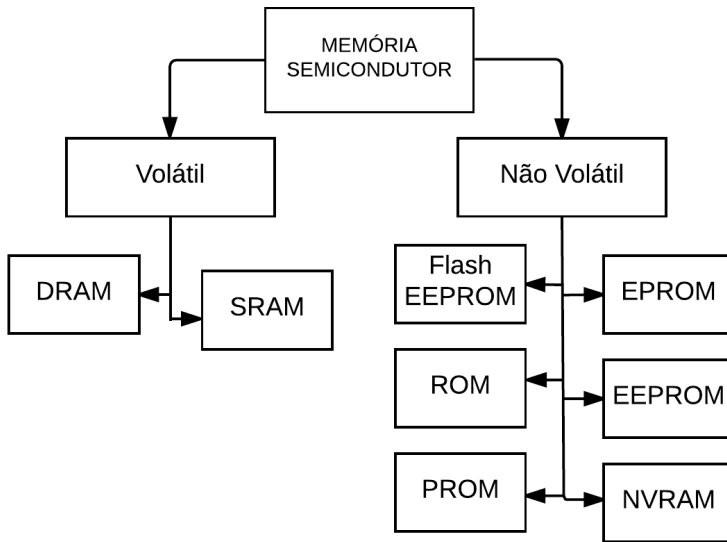 MEMÓRIA
SEMICONDUTOR
Volátil
Não Volátil
DRAM
SRAM
Flash
EEPROM
EPROM
ROM
EEPROM
PROM
NVRAM